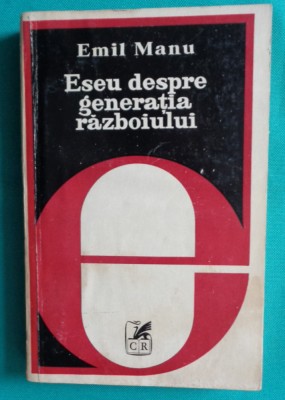 Emil Manu
Eseu despre
generația
războiului
CR